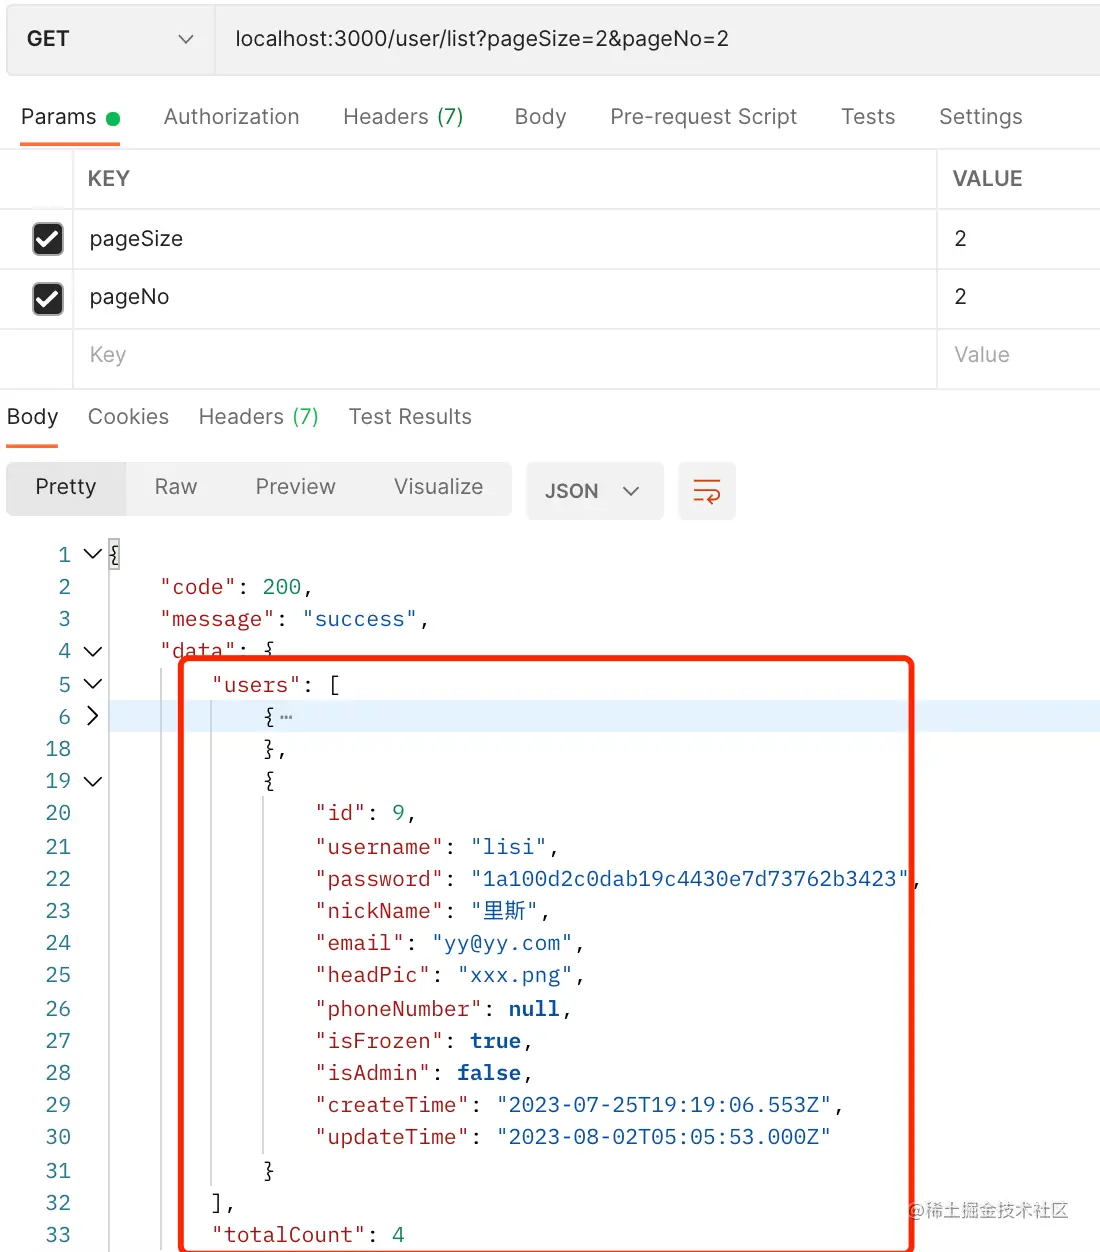 GET localhost:3000/user/list?pageSize=2&pageNo=2
Params Authorization Headers (7) Body Pre-request Script Tests Settings
KEY VALUE
pageSize 2
pageNo 2
Key Value
Body Cookies Headers (7) Test Results
Pretty Raw Preview Visualize JSON
1 {
2 "code": 200,
3 "message": "success",
4 "data": {
5 "users": [
6 {…
18 },
19 {
20 "id": 9,
21 "username": "lisi",
22 "password": "1a100d2c0dab19c4430e7d73762b3423",
23 "nickName": "里斯",
24 "email": "yy@yy.com",
25 "headPic": "xxx.png",
26 "phoneNumber": null,
27 "isFrozen": true,
28 "isAdmin": false,
29 "createTime": "2023-07-25T19:19:06.553Z",
30 "updateTime": "2023-08-02T05:05:53.000Z"
31 }
32 ],
33 "totalCount": 4
@稀土掘金技术社区